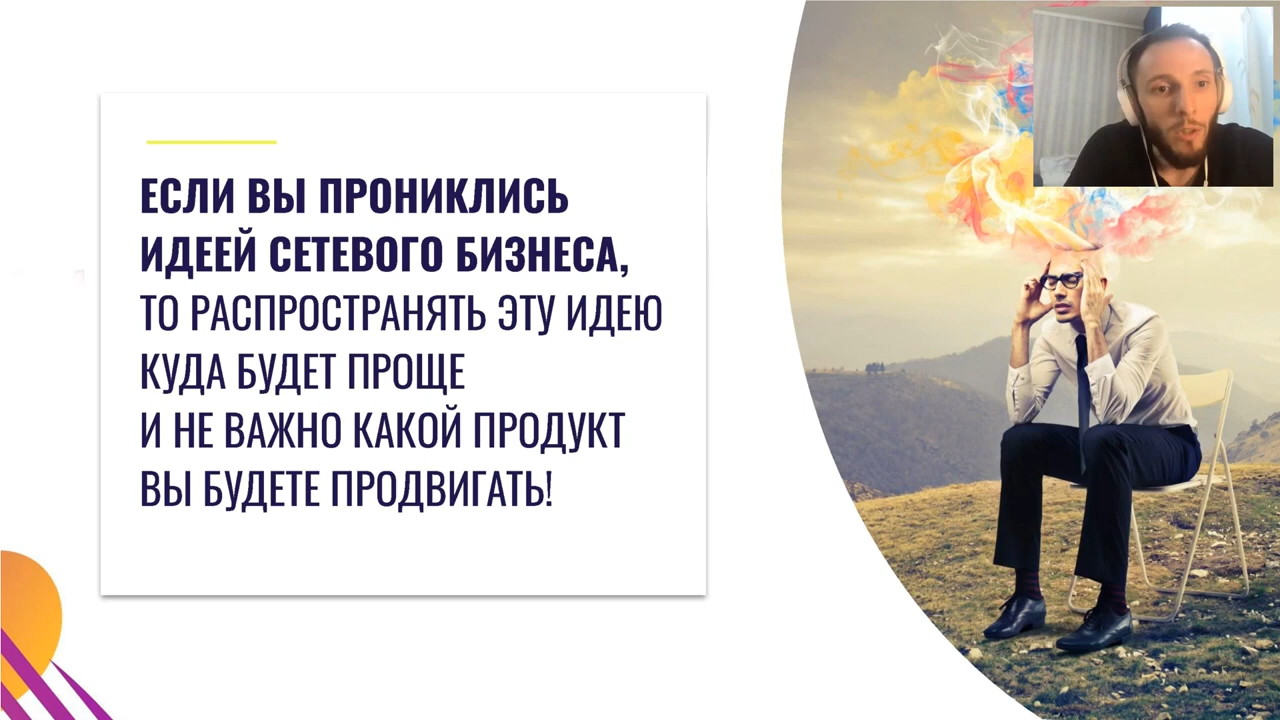 ЕСЛИ ВЫ ПРОНИКЛИСЬ
ИДЕЕЙ СЕТЕВОГО БИЗНЕСА,
ТО РАСПРОСТРАНЯТЬ ЭТУ ИДЕЮ
КУДА БУДЕТ ПРОЩЕ
И НЕ ВАЖНО КАКОЙ ПРОДУКТ
ВЫ БУДЕТЕ ПРОДВИГАТЬ!